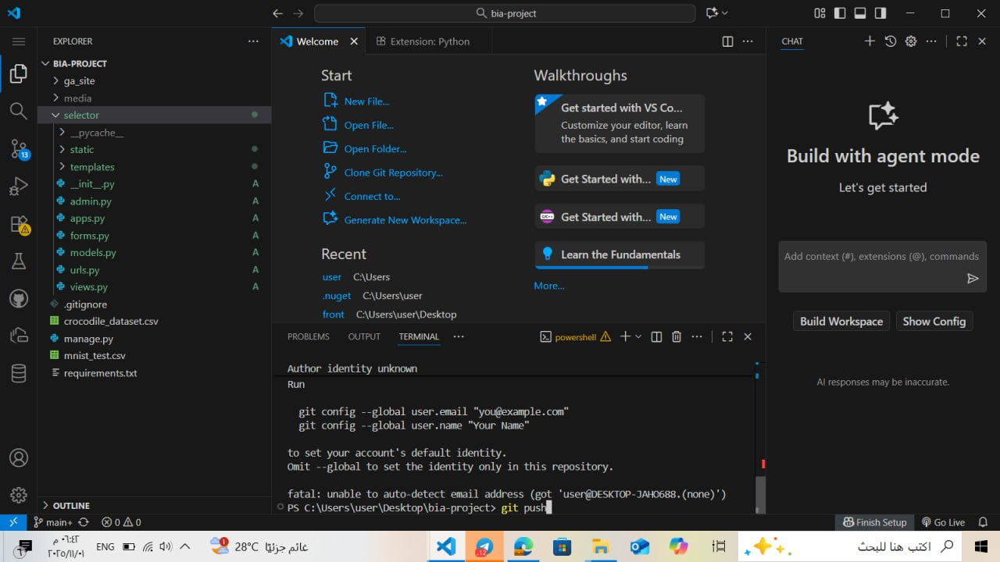 bia-project
EXPLORER
BIA-PROJECT
ga_site
media
selector
__pycache__
static
templates
__init__.py A
admin.py A
apps.py A
forms.py A
models.py A
urls.py A
views.py A
.gitignore
crocodile_dataset.csv
manage.py
mnist_test.csv
requirements.txt
OUTLINE
13
Welcome
Extension: Python
Start
New File...
Open File...
Open Folder...
Clone Git Repository...
Connect to...
Generate New Workspace...
Recent
user C:\Users
.nuget C:\Users\user
front C:\Users\user\Desktop
Walkthroughs
Get started with VS Co...
Customize your editor, learn
the basics, and start coding
Get Started with... New
Get Started with... New
Learn the Fundamentals
More...
PROBLEMS OUTPUT TERMINAL
powershell
Author identity unknown
Run
git config --global user.email "you@example.com"
git config --global user.name "Your Name"
to set your account's default identity.
Omit --global to set the identity only in this repository.
fatal: unable to auto-detect email address (got 'user@DESKTOP-JAHO688.(none)')
PS C:\Users\user\Desktop\bia-project> git push
CHAT
Build with agent mode
Let's get started
Add context (#), extensions (@), commands
Build Workspace
Show Config
AI responses may be inaccurate.
main+ 0 0
Finish Setup
Go Live
1
٠٦:٤٢ م
٢٠٢٥/١١/٠١
ENG
1
28°C غائم جزئيًا
12
اكتب هنا للبحث